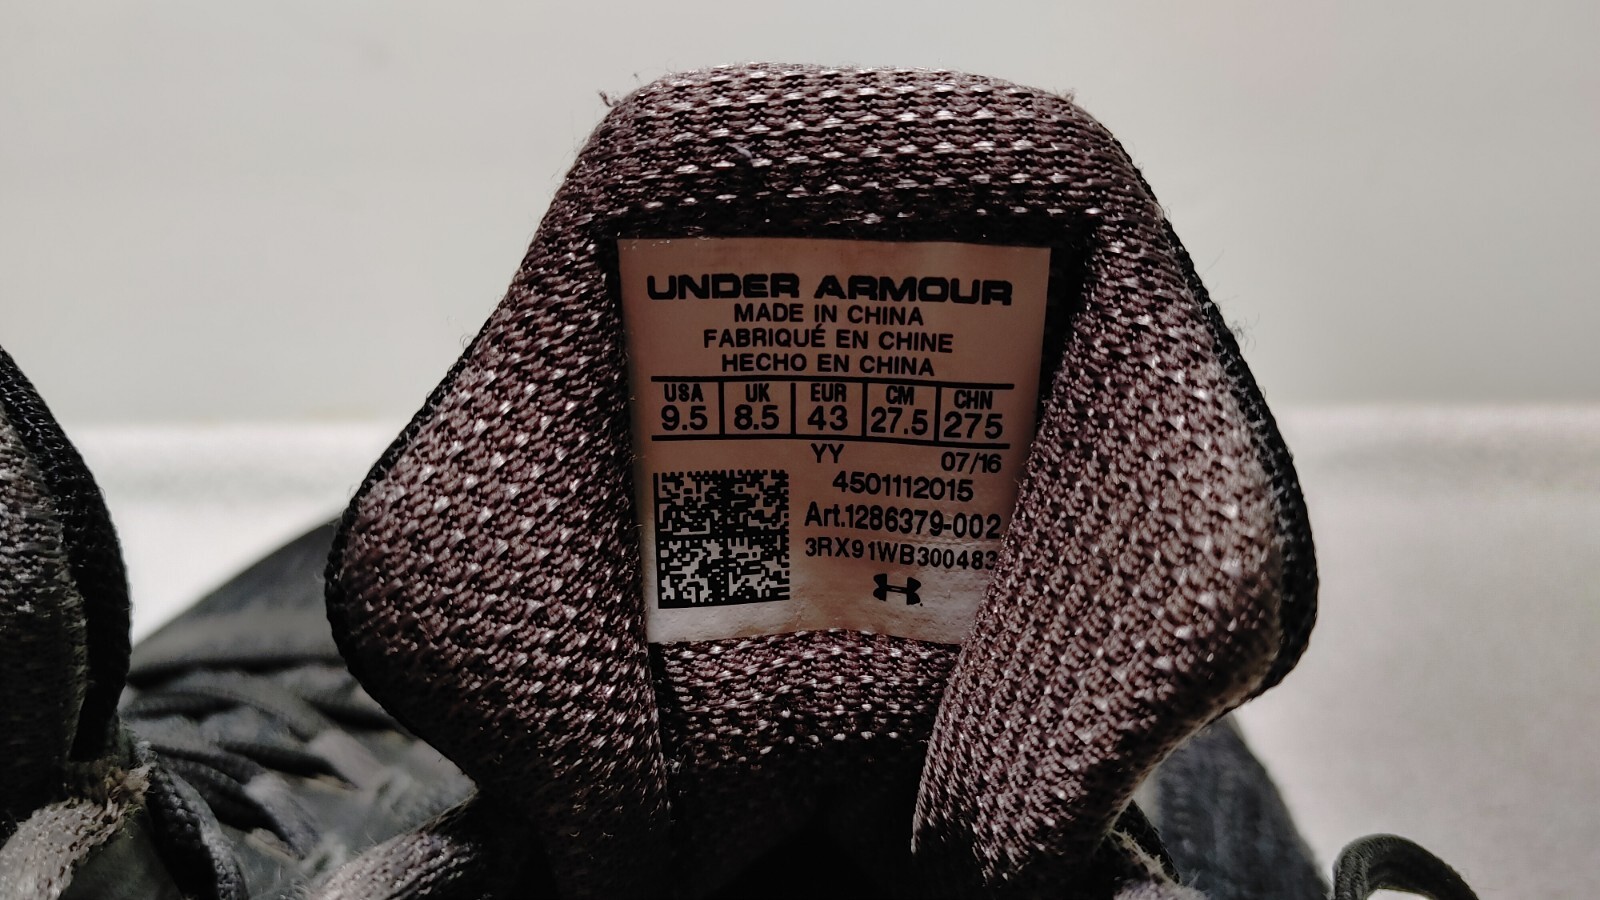 UNDER ARMOUR
MADE IN CHINA
FABRIQUÉ EN CHINE
HECHO EN CHINA
USA UK EUR CM CHN
9.5 8.5 43 27.5 275
YY 07/16
4501112015
Art.1286379-002
3RX91WB300483